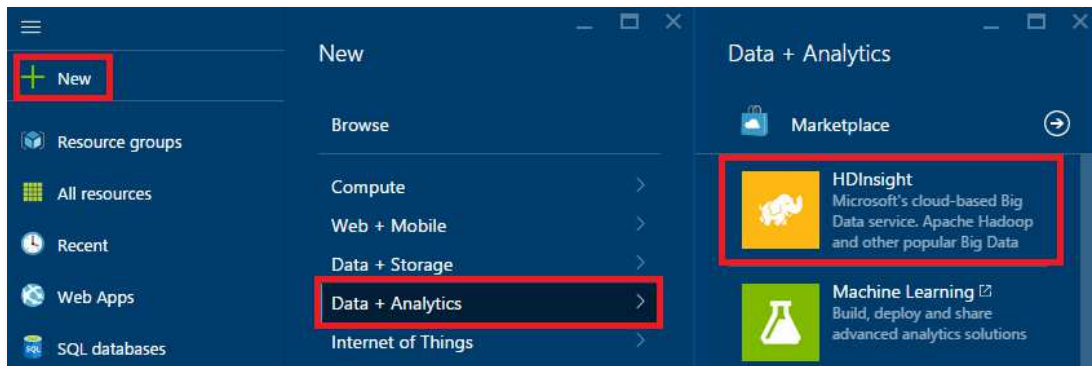 New
Resource groups
All resources
Recent
Web Apps
SQL
SQL databases
New
Browse
Compute
Web + Mobile
Data + Storage
Data + Analytics
Internet of Things
Data + Analytics
Marketplace
HDInsight
Microsoft's cloud-based Big
Data service. Apache Hadoop
and other popular Big Data
Machine Learning
Build, deploy and share
advanced analytics solutions